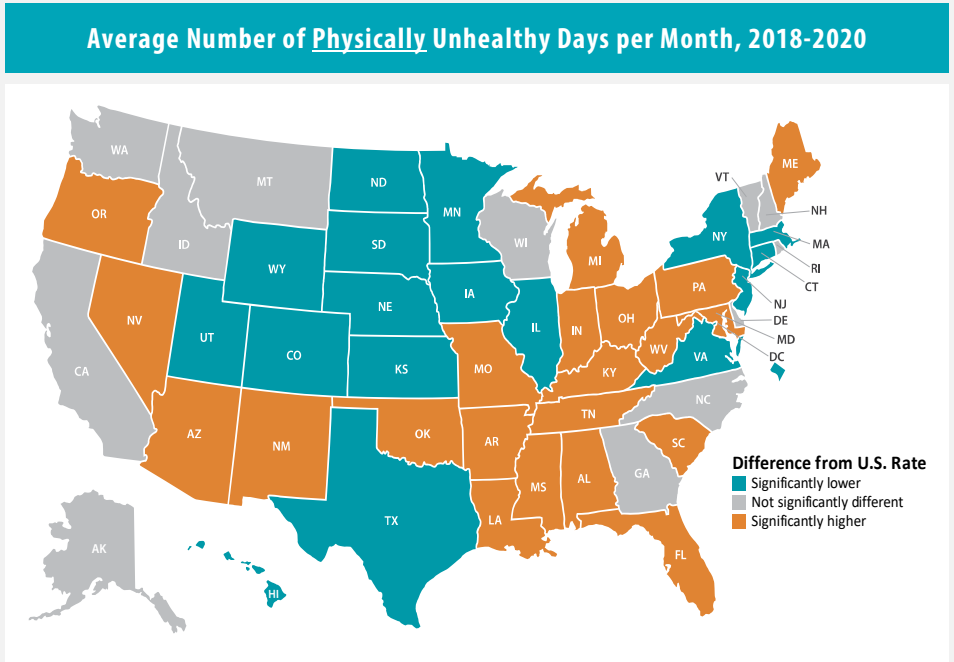 Average Number of Physically Unhealthy Days per Month, 2018-2020
WA
MT
ND
MN
OR
ID
SD
WI
WY
NE
IA
NV
UT
CO
KS
CA
AZ
NM
OK
TX
MO
AR
LA
MS
AL
TN
KY
IL
IN
OH
MI
WV
PA
NY
VA
NC
SC
GA
FL
ME
VT
NH
MA
RI
CT
NJ
DE
MD
DC
AK
HI
Difference from U.S. Rate
Significantly lower
Not significantly different
Significantly higher